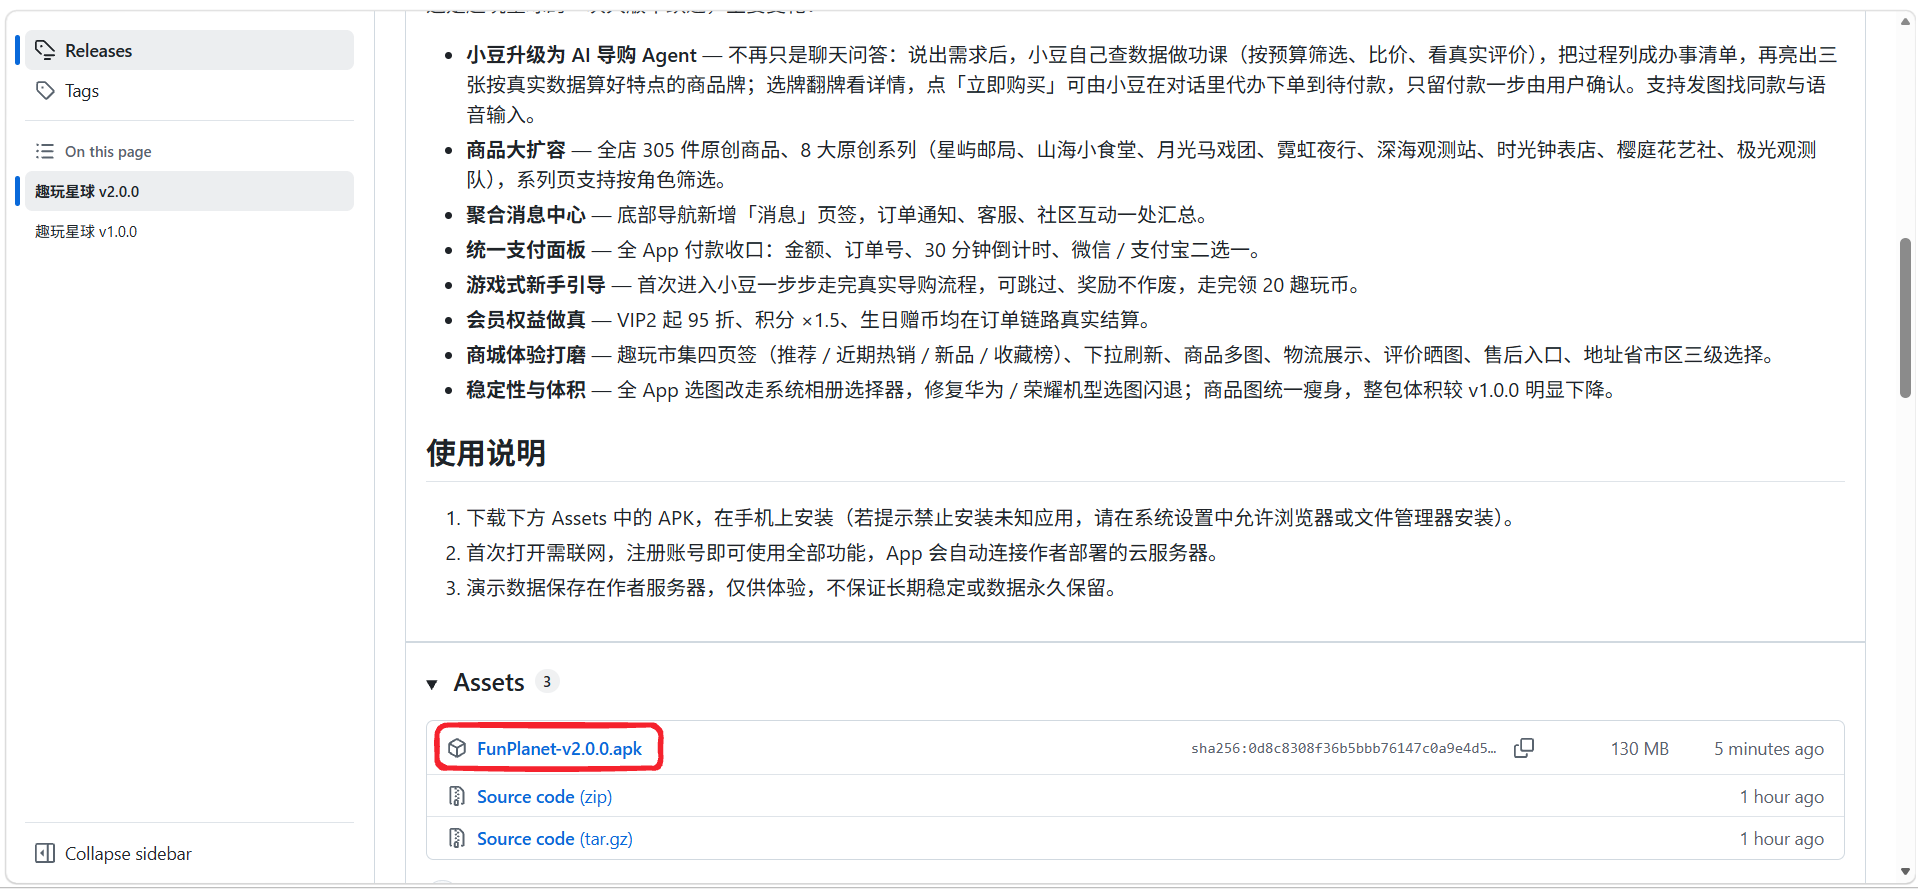 Releases
Tags
On this page
趣玩星球 v2.0.0
趣玩星球 v1.0.0
Collapse sidebar
小豆升级为 AI 导购 Agent — 不再只是聊天问答：说出需求后，小豆自己查数据做功课（按预算筛选、比价、看真实评价），把过程列成办事清单，再亮出三
张按真实数据算好特点的商品牌；选牌翻牌看详情，点「立即购买」可由小豆在对话里代办下单到待付款，只留付款一步由用户确认。支持发图找同款与语
音输入。
商品大扩容 — 全店 305 件原创商品、8 大原创系列（星屿邮局、山海小食堂、月光马戏团、霓虹夜行、深海观测站、时光钟表店、樱庭花艺社、极光观测
队），系列页支持按角色筛选。
聚合消息中心 — 底部导航新增「消息」页签，订单通知、客服、社区互动一处汇总。
统一支付面板 — 全 App 付款收口：金额、订单号、30 分钟倒计时、微信 / 支付宝二选一。
游戏式新手引导 — 首次进入小豆一步步走完真实导购流程，可跳过、奖励不作废，走完领 20 趣玩币。
会员权益做真 — VIP2 起 95 折、积分 ×1.5、生日赠币均在订单链路真实结算。
商城体验打磨 — 趣玩市集四页签（推荐 / 近期热销 / 新品 / 收藏榜）、下拉刷新、商品多图、物流展示、评价晒图、售后入口、地址省市区三级选择。
稳定性与体积 — 全 App 选图改走系统相册选择器，修复华为 / 荣耀机型选图闪退；商品图统一瘦身，整包体积较 v1.0.0 明显下降。
使用说明
1. 下载下方 Assets 中的 APK，在手机上安装（若提示禁止安装未知应用，请在系统设置中允许浏览器或文件管理器安装）。
2. 首次打开需联网，注册账号即可使用全部功能，App 会自动连接作者部署的云服务器。
3. 演示数据保存在作者服务器，仅供体验，不保证长期稳定或数据永久保留。
Assets 3
FunPlanet-v2.0.0.apk sha256:0d8c8308f36b5bbb76147c0a9e4d5… 130 MB 5 minutes ago
Source code (zip) 1 hour ago
Source code (tar.gz) 1 hour ago